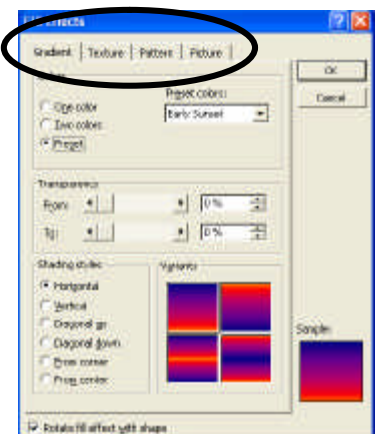 Fill Effects
Gradient Texture Pattern Picture
Colors
One color
Two colors
Preset
Preset colors:
Early Sunset
OK
Cancel
Transparency
From: 0 %
To: 0 %
Shading styles
Horizontal
Vertical
Diagonal up
Diagonal down
From corner
From center
Variants
Sample:
Rotate fill effect with shape